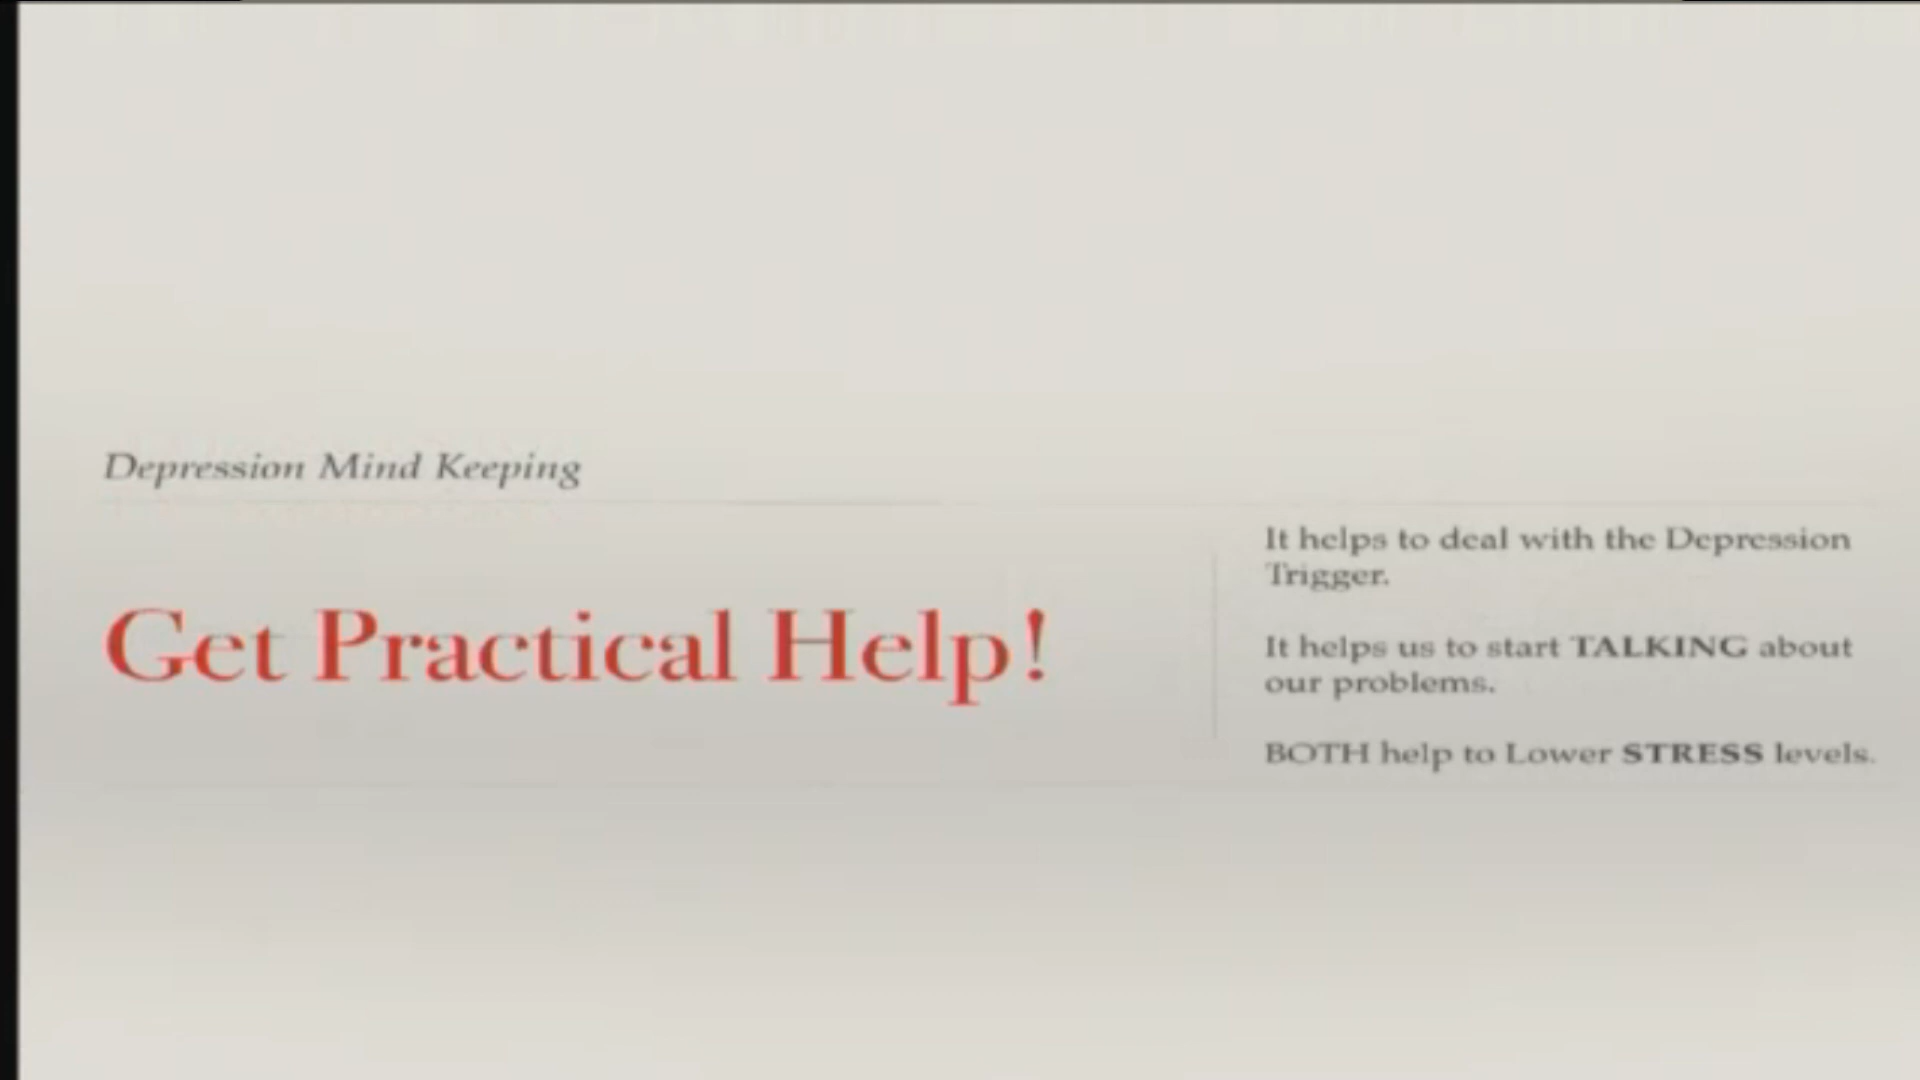 Depression Mind Keeping
Get Practical Help!
It helps to deal with the Depression
Trigger.
It helps us to start TALKING about
our problems.
BOTH help to Lower STRESS levels.